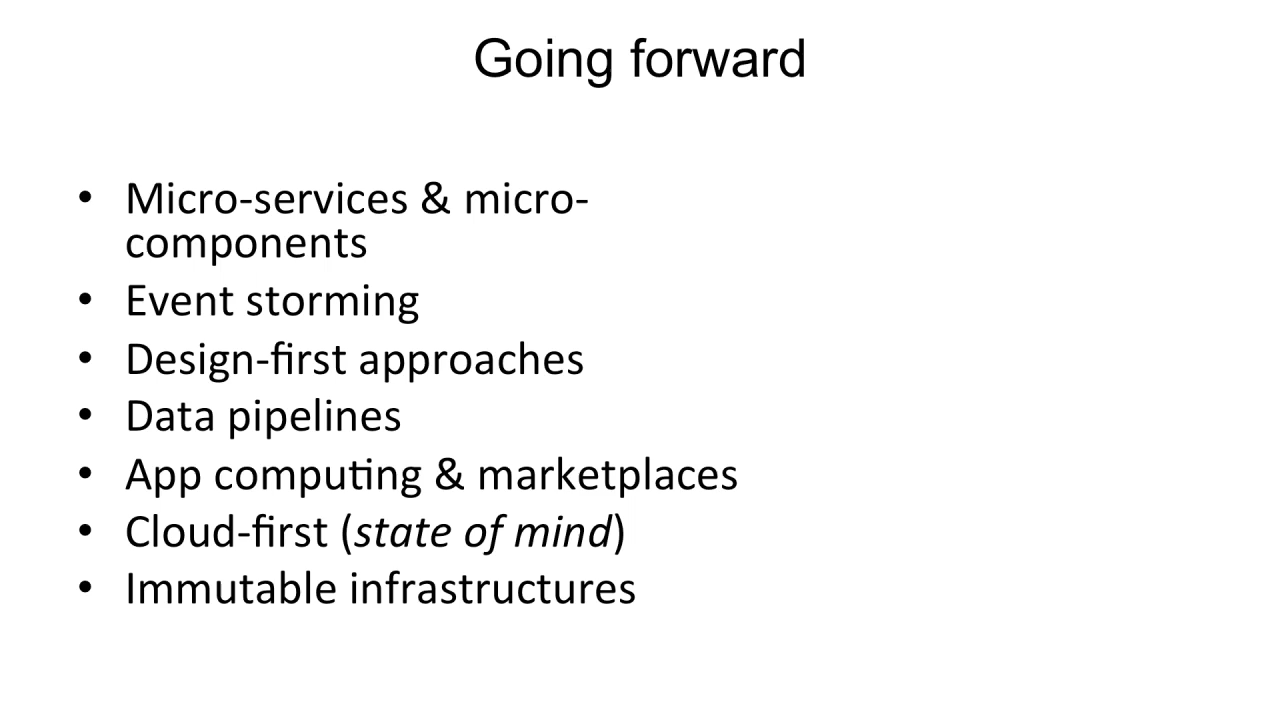 Going forward
• Micro-services & micro-
components
• Event storming
• Design-first approaches
• Data pipelines
• App computing & marketplaces
• Cloud-first (state of mind)
• Immutable infrastructures